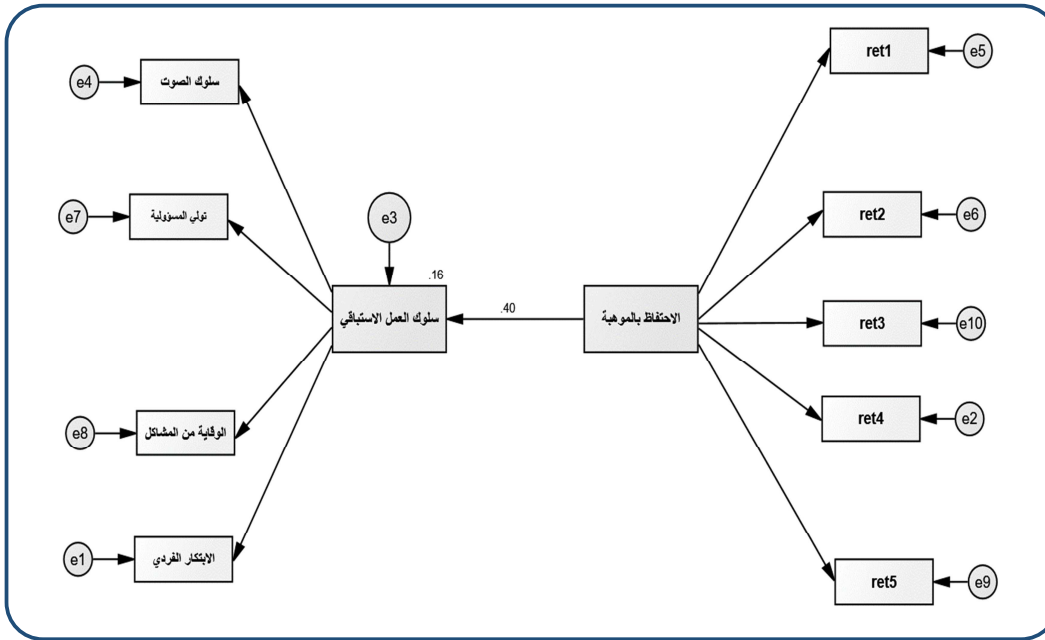 ret1
e5
e4
سلوك الصوت
e7
تولي المسؤولية
e3
ret2
e6
.16
سلوك العمل الاستباقي
.40
الاحتفاظ بالموهبة
ret3
e10
ret4
e2
e8
الوقاية من المشاكل
e1
الابتكار الفردي
ret5
e9